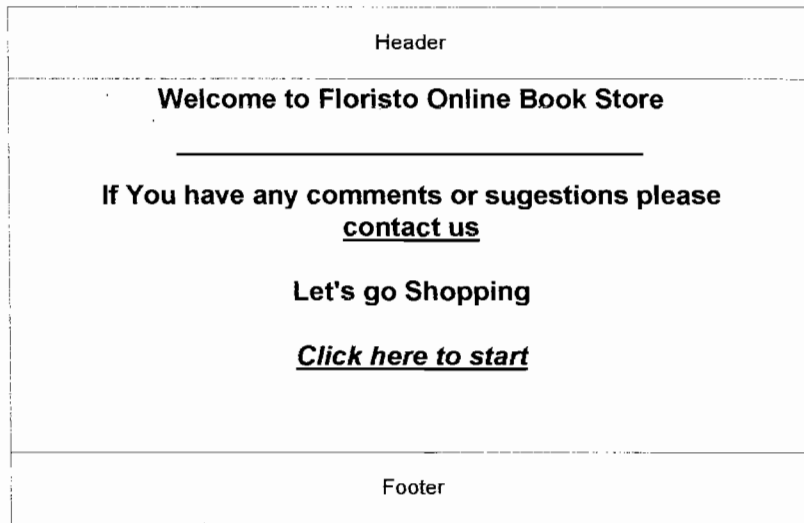 Header
Welcome to Floristo Online Book Store
If You have any comments or sugestions please
contact us
Let's go Shopping
Click here to start
Footer